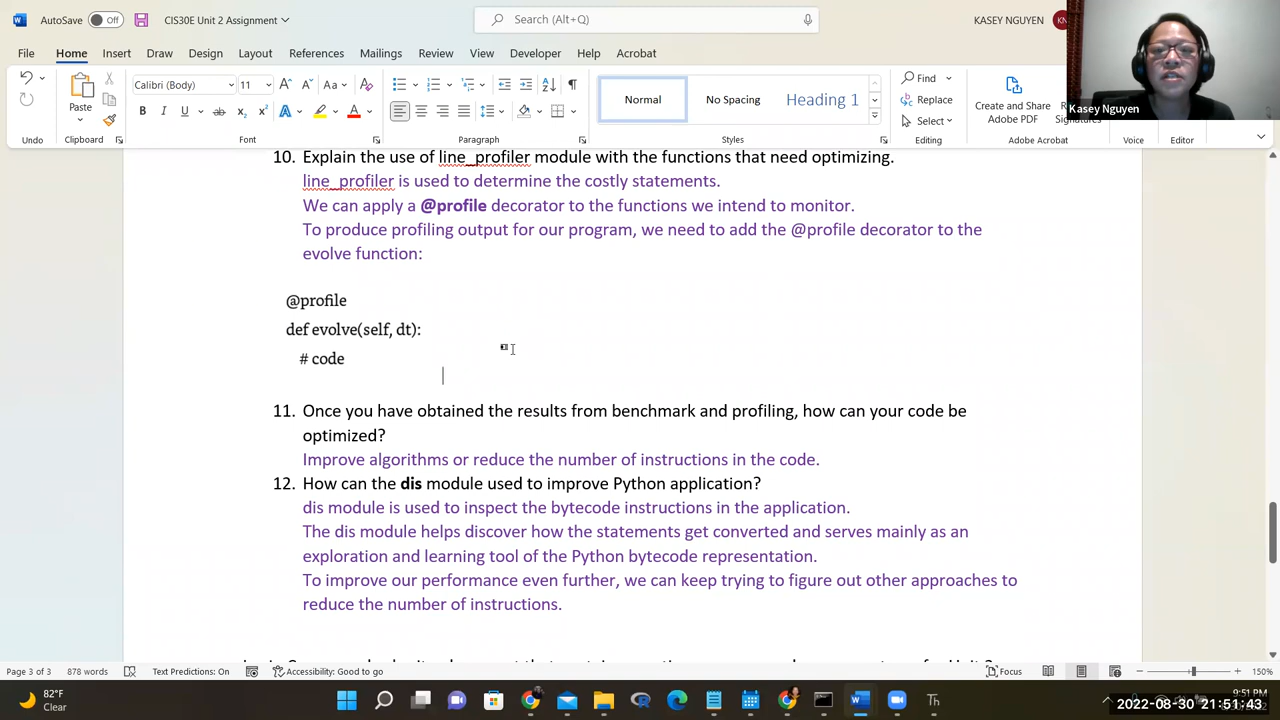 AutoSave Off CIS30E Unit 2 Assignment Search (Alt+Q) KASEY NGUYEN
File Home Insert Draw Design Layout References Mailings Review View Developer Help Acrobat
Calibri (Body) 11 Aa
Paste
Normal No Spacing Heading 1
Find
Replace
Select
Create and Share
Adobe PDF
Signatures
Kasey Nguyen
Undo Clipboard Font Paragraph Styles Editing Adobe Acrobat Voice Editor
10. Explain the use of line_profiler module with the functions that need optimizing.
line_profiler is used to determine the costly statements.
We can apply a @profile decorator to the functions we intend to monitor.
To produce profiling output for our program, we need to add the @profile decorator to the
evolve function:
@profile
def evolve(self, dt):
# code
11. Once you have obtained the results from benchmark and profiling, how can your code be
optimized?
Improve algorithms or reduce the number of instructions in the code.
12. How can the dis module used to improve Python application?
dis module is used to inspect the bytecode instructions in the application.
The dis module helps discover how the statements get converted and serves mainly as an
exploration and learning tool of the Python bytecode representation.
To improve our performance even further, we can keep trying to figure out other approaches to
reduce the number of instructions.
Page 3 of 3 878 words Text Predictions: On Accessibility: Good to go Focus 150%
82°F
Clear
9:51 PM
2022-08-30 21:51:43